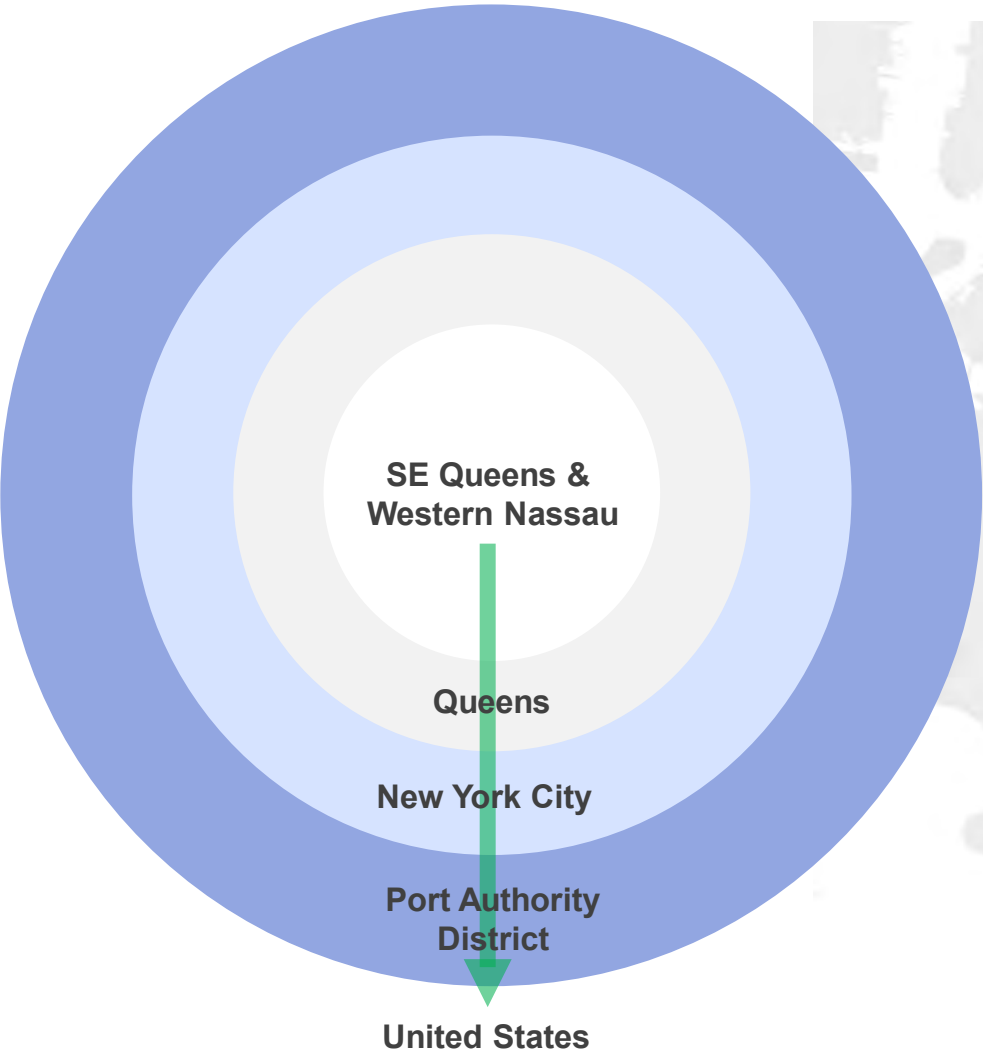 SE Queens &
Western Nassau
Queens
New York City
Port Authority
District
United States